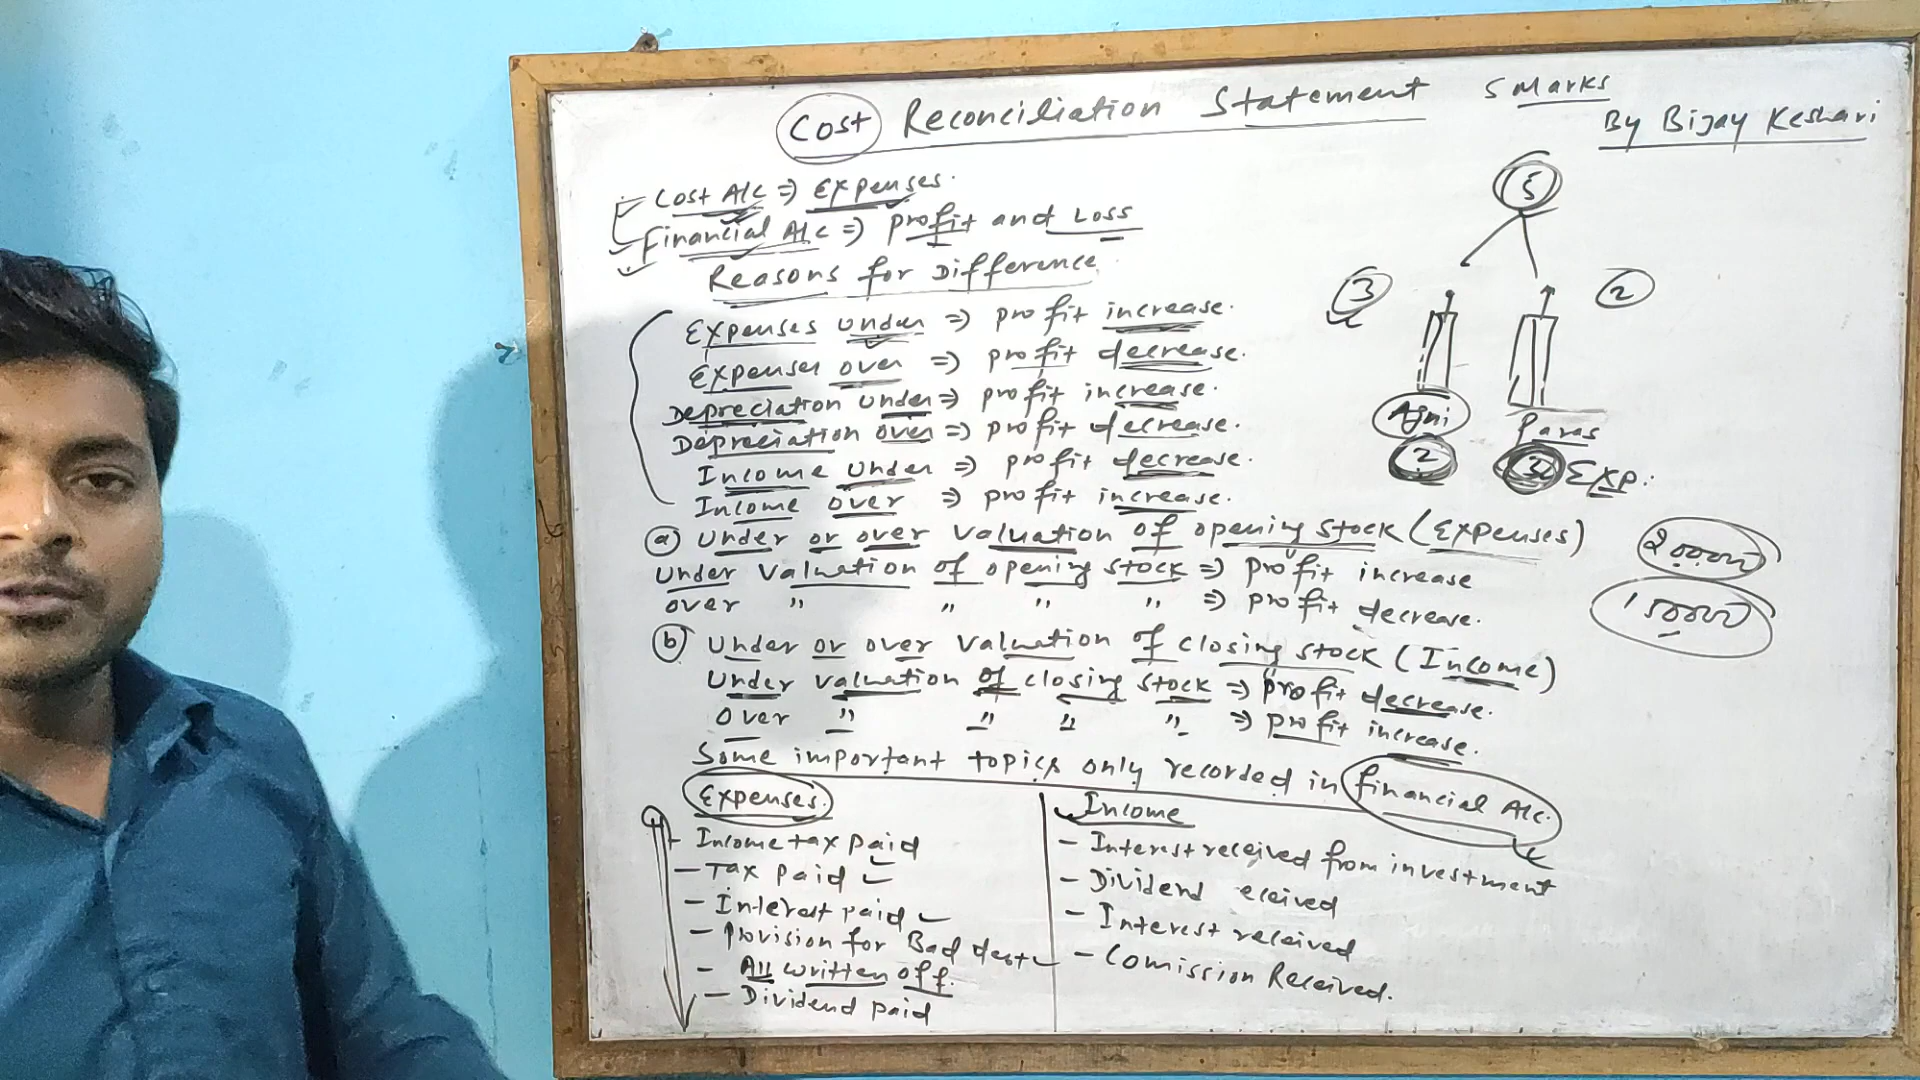 Cost Reconciliation Statement 5 Marks
By Bijay Keshari
Cost A/c => Expenses.
Financial A/c => profit and Loss
Reasons for Difference
Expenses under => profit increase.
Expenses over => profit decrease.
Depreciation under => profit increase.
Depreciation over => profit decrease.
Income under => profit decrease.
Income over => profit increase.
(a) Under or over valuation of opening stock (Expenses)
Under valuation of opening stock => profit increase
over " " " " => profit decrease.
(b) Under or over valuation of closing stock (Income)
Under valuation of closing stock => profit decrease.
Over " " " " => profit increase.
Some important topics only recorded in financial A/c.
Expenses.
- Income tax paid
- Tax paid
- Interest paid
- Provision for Bad dest
- All written off.
- Dividend paid
Income
- Interest received from investment
- Dividend eceived
- Interest received
- Comission Received.
5
3
2
Agni
Paras
2
3 Exp.